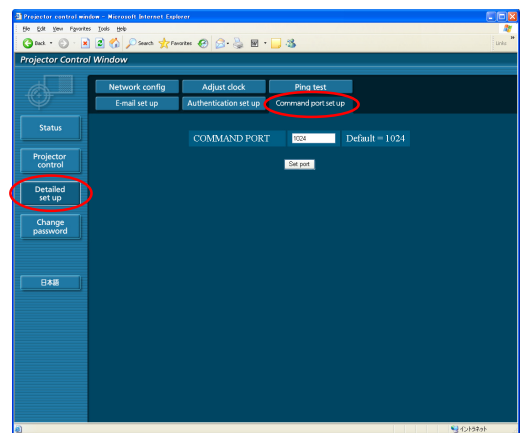 Projector control window - Microsoft Internet Explorer
File Edit View Favorites Tools Help
Back Search Favorites Links
Projector Control Window
Network config Adjust clock Ping test
E-mail set up Authentication set up Command port set up
Status
COMMAND PORT 1024 Default = 1024
Projector
control
Set port
Detailed
set up
Change
password
日本語
イントラネット